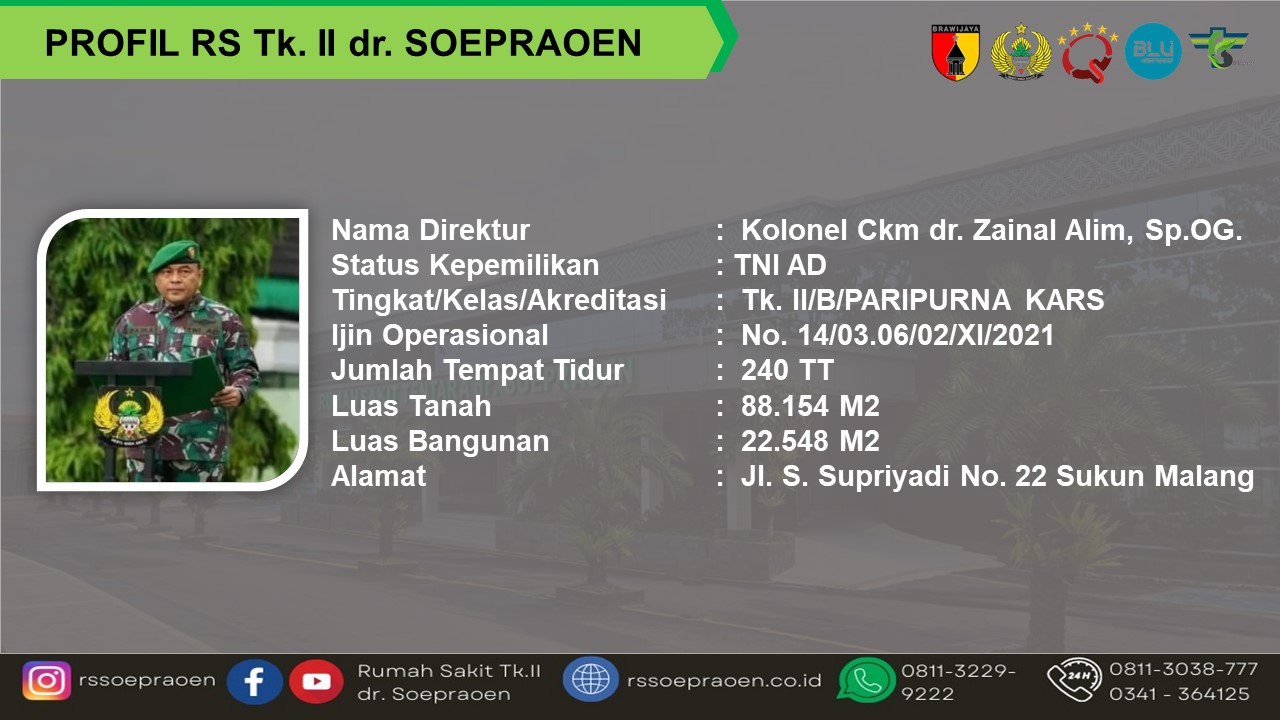 PROFIL RS Tk. II dr. SOEPRAOEN
BRAWIJAYA
BLU
Nama Direktur : Kolonel Ckm dr. Zainal Alim, Sp.OG.
Status Kepemilikan : TNI AD
Tingkat/Kelas/Akreditasi : Tk. II/B/PARIPURNA KARS
Ijin Operasional : No. 14/03.06/02/XI/2021
Jumlah Tempat Tidur : 240 TT
Luas Tanah : 88.154 M2
Luas Bangunan : 22.548 M2
Alamat : Jl. S. Supriyadi No. 22 Sukun Malang
rssoepraoen
Rumah Sakit Tk.II
dr. Soepraoen
rssoepraoen.co.id
0811-3229-
9222
24H
0811-3038-777
0341 - 364125